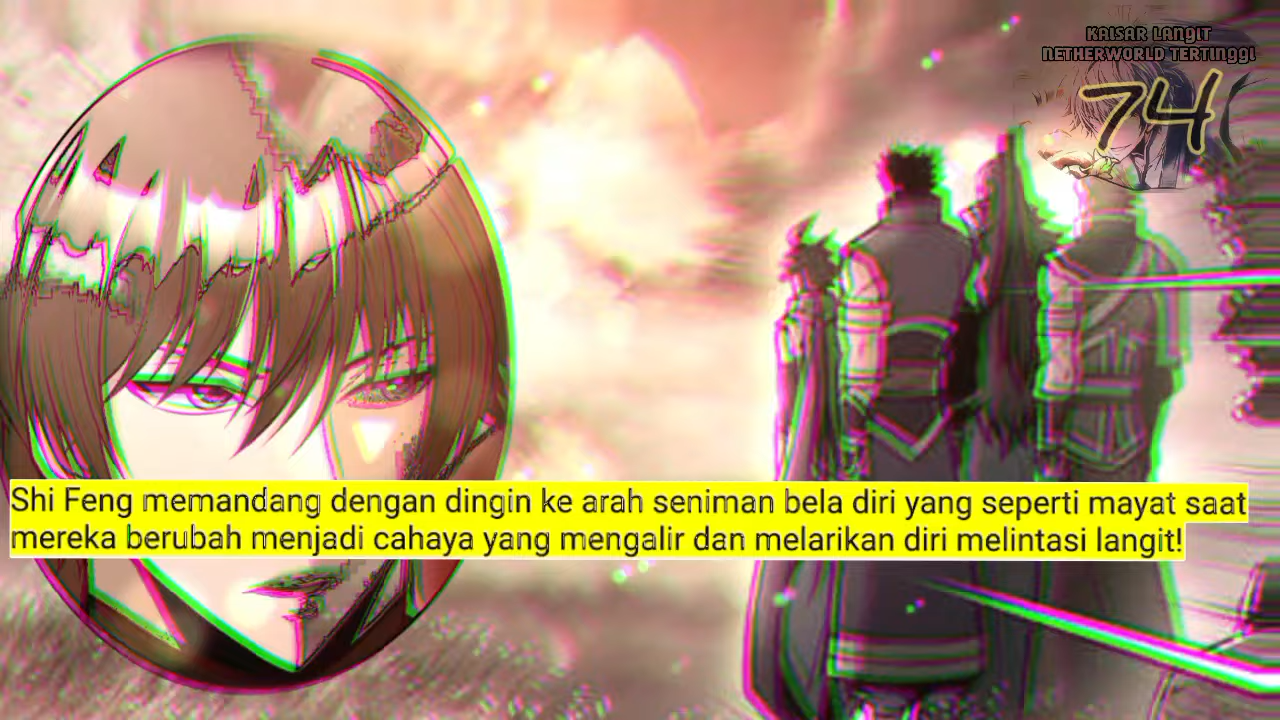 KAISAR LANGIT
NETHERWORLD TERTINGGI
74
Shi Feng memandang dengan dingin ke arah seniman bela diri yang seperti mayat saat
mereka berubah menjadi cahaya yang mengalir dan melarikan diri melintasi langit!